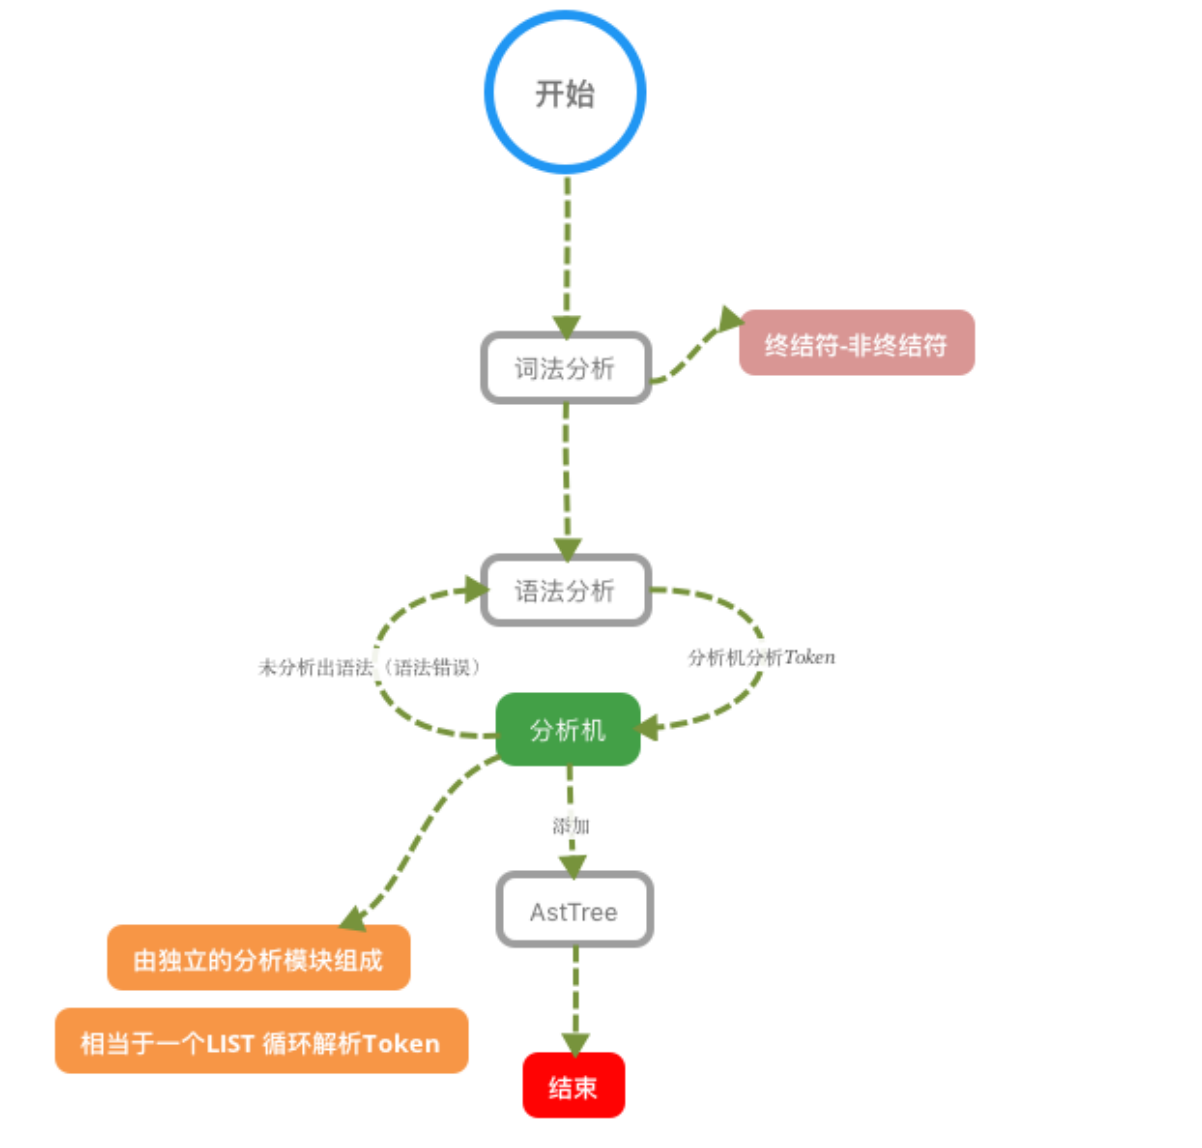 开始
终结符-非终结符
词法分析
语法分析
分析机分析Token
未分析出语法（语法错误）
分析机
添加
AstTree
由独立的分析模块组成
相当于一个LIST 循环解析Token
结束